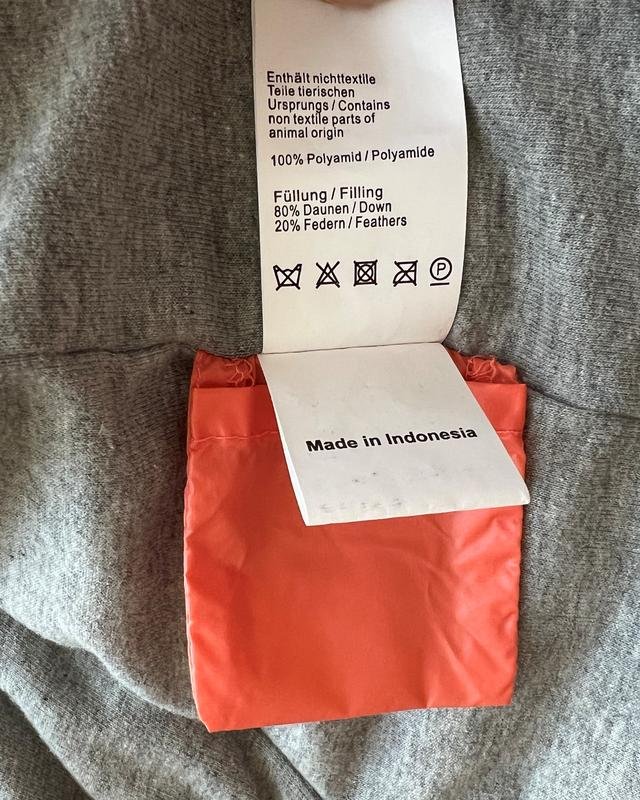 Enthält nichttextile
Teile tierischen
Ursprungs / Contains
non textile parts of
animal origin
100% Polyamid / Polyamide
Füllung / Filling
80% Daunen / Down
20% Federn / Feathers
P
Made in Indonesia